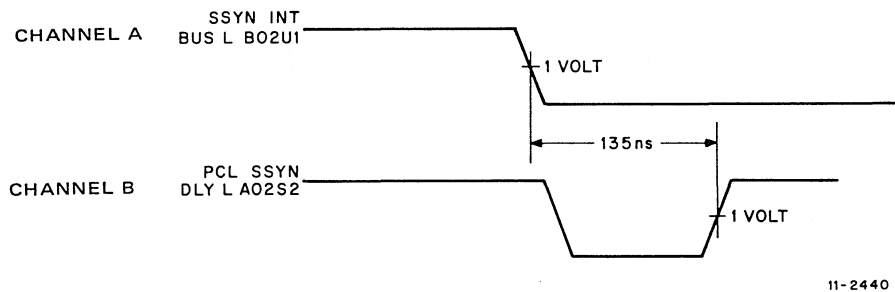 CHANNEL A
SSYN INT
BUS L B02U1
1 VOLT
135ns
CHANNEL B
PCL SSYN
DLY L A02S2
1 VOLT
11-2440